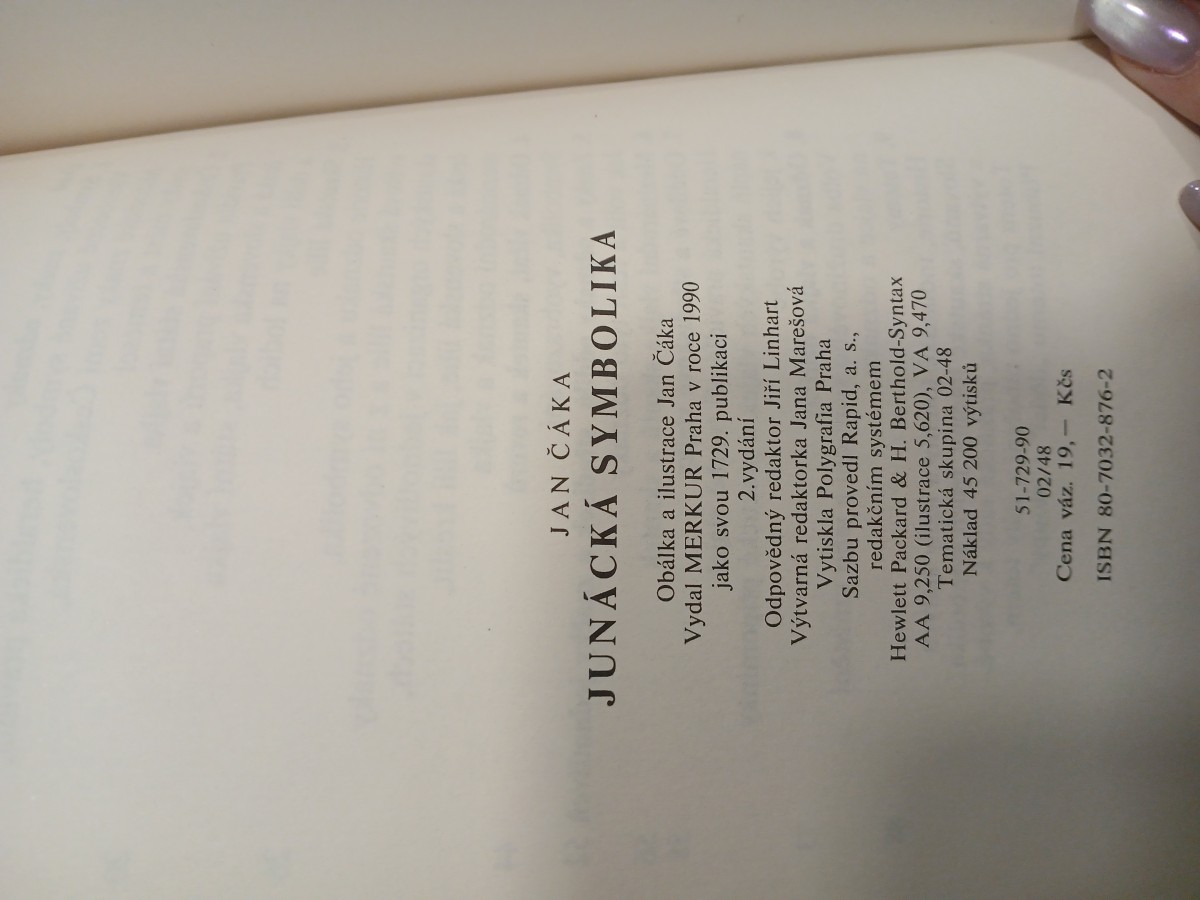 JAN ČÁKA
JUNÁCKÁ SYMBOLIKA
Obálka a ilustrace Jan Čáka
Vydal MERKUR Praha v roce 1990
jako svou 1729. publikaci
2.vydání
Odpovědný redaktor Jiří Linhart
Výtvarná redaktorka Jana Marešová
Vytiskla Polygrafia Praha
Sazbu provedl Rapid, a. s.,
redakčním systémem
Hewlett Packard & H. Berthold-Syntax
AA 9,250 (ilustrace 5,620), VA 9,470
Tematická skupina 02-48
Náklad 45 200 výtisků
51-729-90
02/48
Cena váz. 19,— Kčs
ISBN 80-7032-876-2